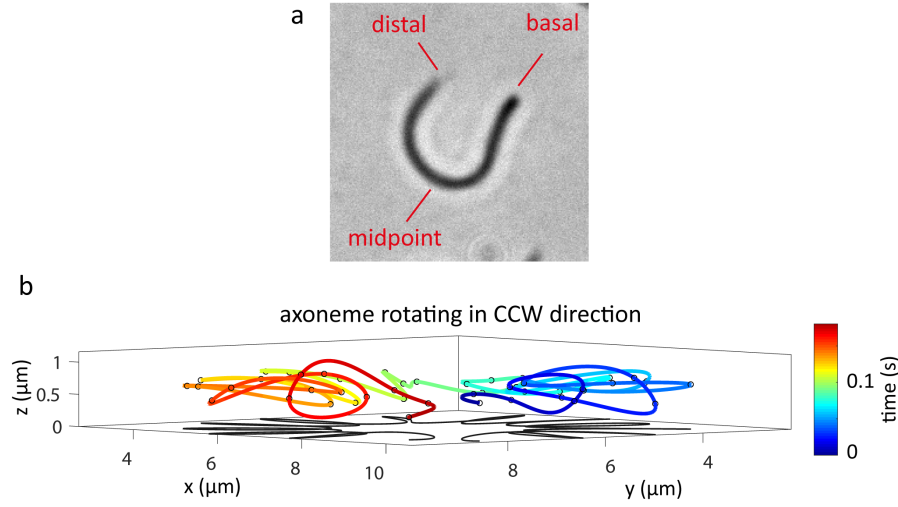 a
distal
basal
midpoint
b
axoneme rotating in CCW direction
z (μm)
1
0.5
0
4
6
8
10
8
6
4
x (μm)
y (μm)
0.1
0
time (s)